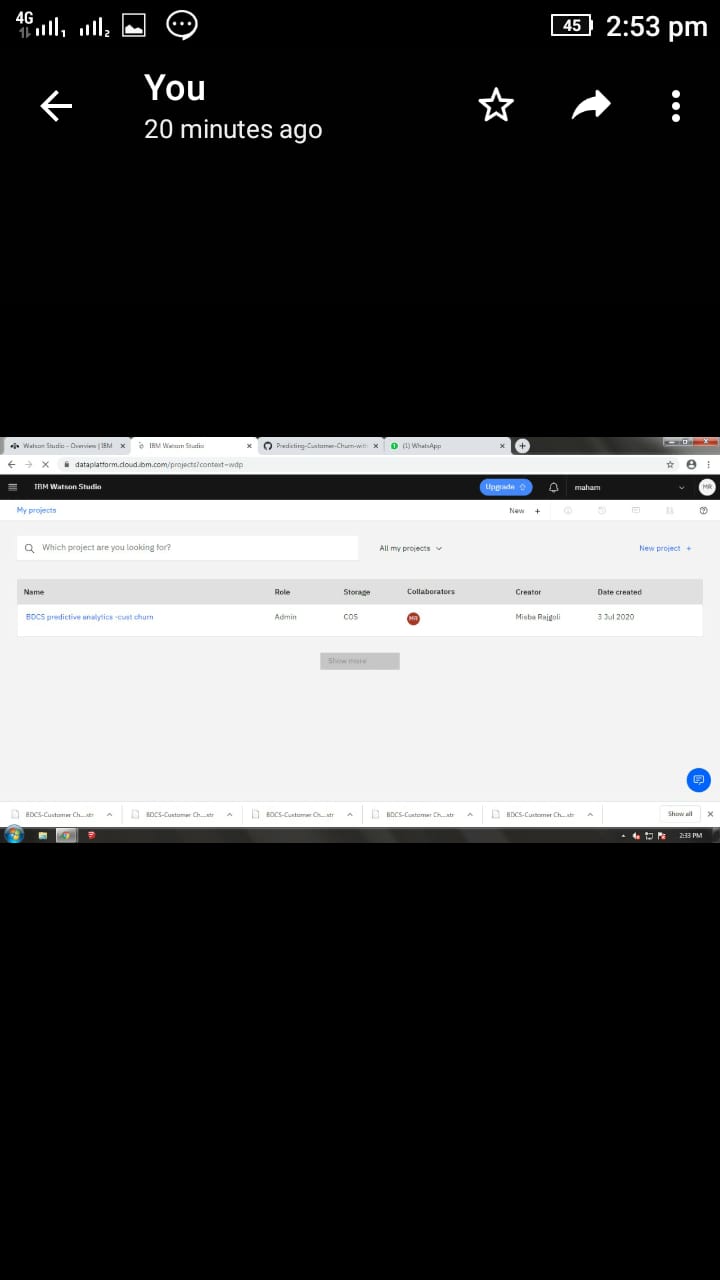 4G 1 2 45 2:53 pm
You
20 minutes ago
Watson Studio – Overview | IBM IBM Watson Studio Predicting-Customer-Churn-with (1) WhatsApp
dataplatform.cloud.ibm.com/projects?context=wdp
IBM Watson Studio Upgrade maham MR
My projects New +
Which project are you looking for? All my projects New project +
Name Role Storage Collaborators Creator Date created
BDCS predictive analytics -cust churn Admin COS MR Misba Rajgoli 3 Jul 2020
Show more
BDCS-Customer Ch....str BDCS-Customer Ch....str BDCS-Customer Ch....str BDCS-Customer Ch....str BDCS-Customer Ch....str Show all
2:33 PM